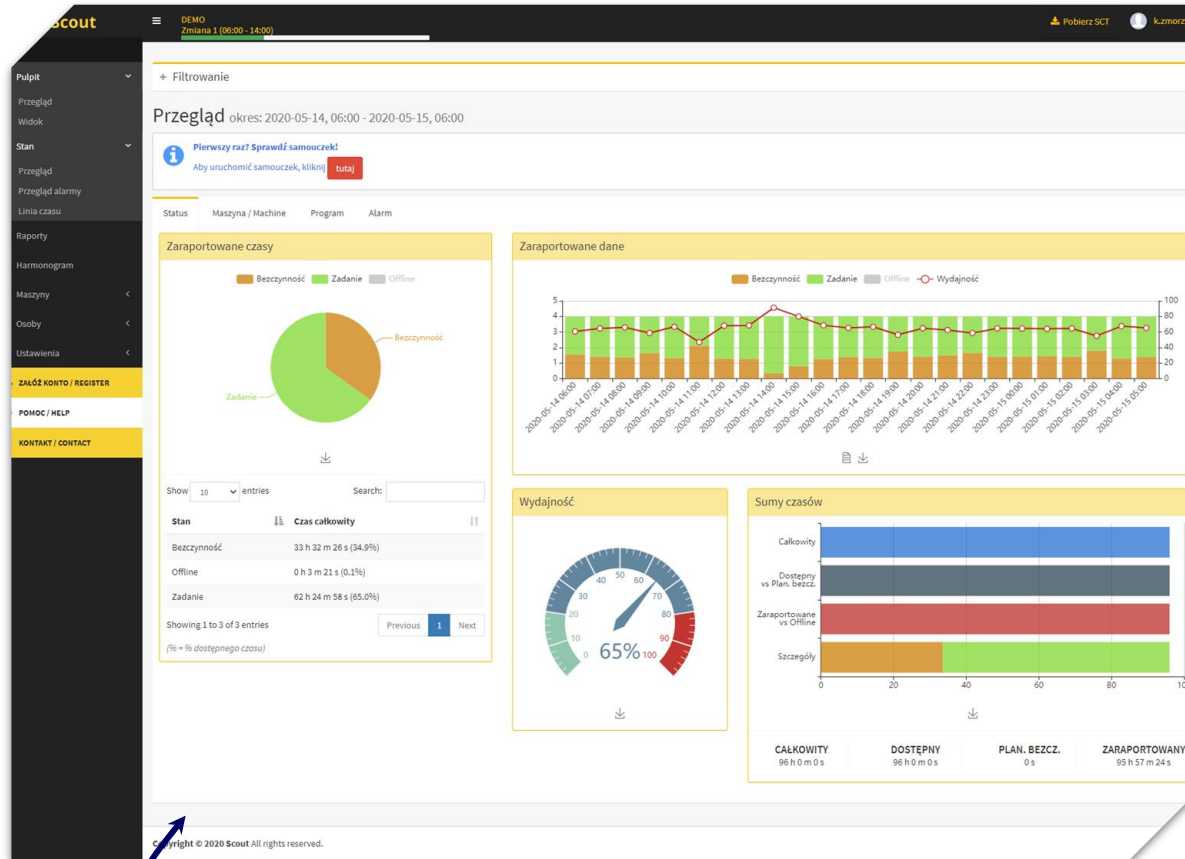 Scout
DEMO
Zmiana 1 (06:00 - 14:00)
Pobierz SCT
k.zmorz
Pulpit
Przegląd
Widok
Stan
Przegląd
Przegląd alarmy
Linia czasu
Raporty
Harmonogram
Maszyny
Osoby
Ustawienia
ZAŁÓŻ KONTO / REGISTER
POMOC / HELP
KONTAKT / CONTACT
+ Filtrowanie
Przegląd okres: 2020-05-14, 06:00 - 2020-05-15, 06:00
Pierwszy raz? Sprawdź samouczek!
Aby uruchomić samouczek, kliknij tutaj
Status Maszyna / Machine Program Alarm
Zaraportowane czasy
Bezczynność Zadanie Offline
Bezczynność
Zadanie
Show 10 entries Search:
Stan Czas całkowity
Bezczynność 33 h 32 m 26 s (34.9%)
Offline 0 h 3 m 21 s (0.1%)
Zadanie 62 h 24 m 58 s (65.0%)
Showing 1 to 3 of 3 entries Previous 1 Next
(% = % dostępnego czasu)
Zaraportowane dane
Bezczynność Zadanie Offline Wydajność
5 100
4 80
3 60
2 40
1 20
0 0
2020-05-14 06:00
2020-05-14 07:00
2020-05-14 08:00
2020-05-14 09:00
2020-05-14 10:00
2020-05-14 11:00
2020-05-14 12:00
2020-05-14 13:00
2020-05-14 14:00
2020-05-14 15:00
2020-05-14 16:00
2020-05-14 17:00
2020-05-14 18:00
2020-05-14 19:00
2020-05-14 20:00
2020-05-14 21:00
2020-05-14 22:00
2020-05-14 23:00
2020-05-15 00:00
2020-05-15 01:00
2020-05-15 02:00
2020-05-15 03:00
2020-05-15 04:00
2020-05-15 05:00
Wydajność
0 10 20 30 40 50 60 70 80 90 100
65%
Sumy czasów
Całkowity
Dostępny
vs Plan. bezcz.
Zaraportowane
vs Offline
Szczegóły
0 20 40 60 80 10
CAŁKOWITY DOSTĘPNY PLAN. BEZCZ. ZARAPORTOWANY
96 h 0 m 0 s 96 h 0 m 0 s 0 s 95 h 57 m 24 s
Copyright © 2020 Scout All rights reserved.